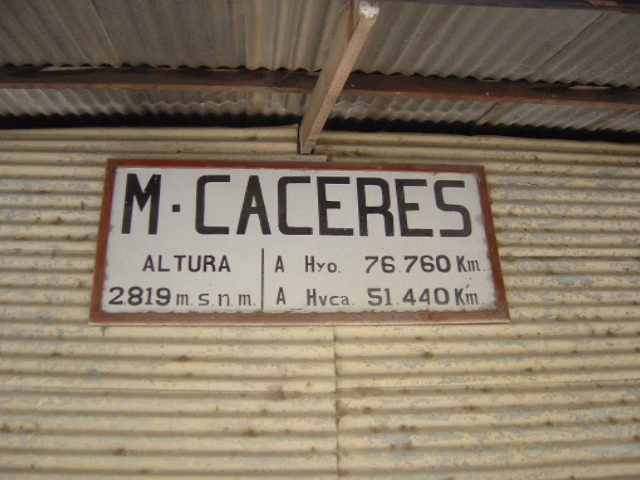 M. CACERES
ALTURA
2819 m.s.n.m.
A Hyo. 76.760 Km.
A Hvca. 51.440 Km